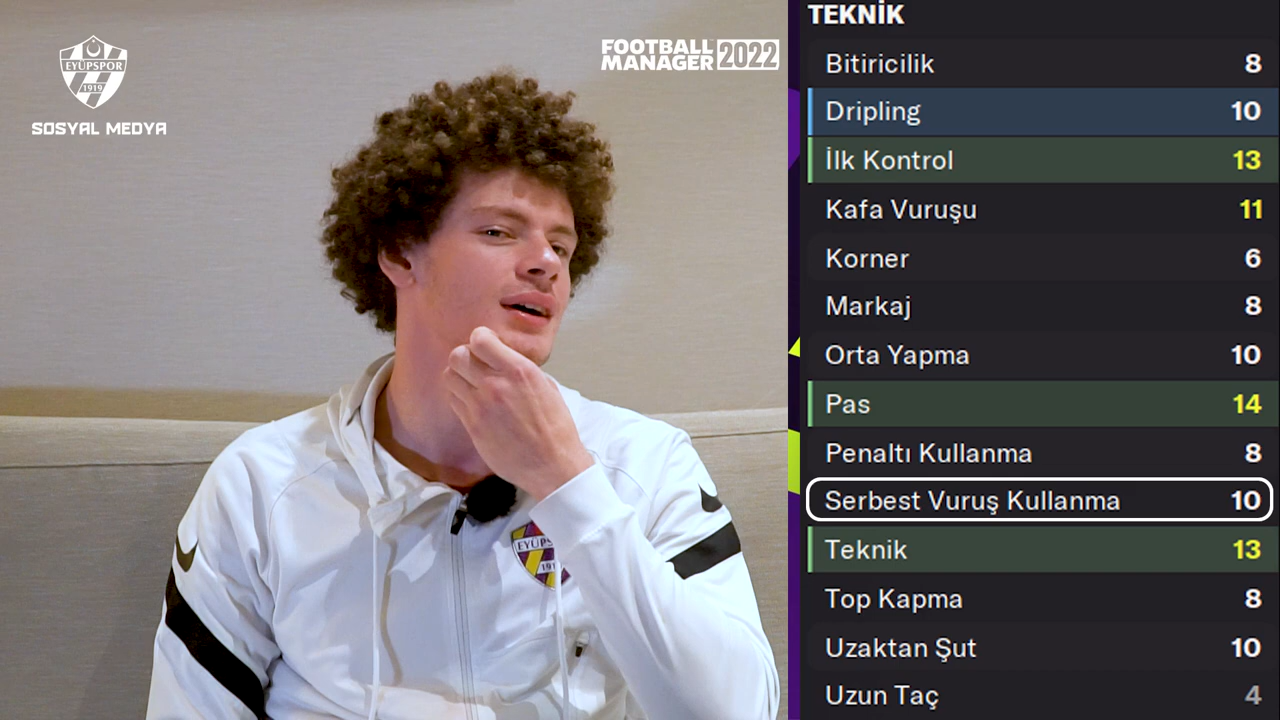 EYÜPSPOR
1919
SOSYAL MEDYA
FOOTBALL
MANAGER 2022
TEKNİK
Bitiricilik 8
Dripling 10
İlk Kontrol 13
Kafa Vuruşu 11
Korner 6
Markaj 8
Orta Yapma 10
Pas 14
Penaltı Kullanma 8
Serbest Vuruş Kullanma 10
Teknik 13
Top Kapma 8
Uzaktan Şut 10
Uzun Taç 4